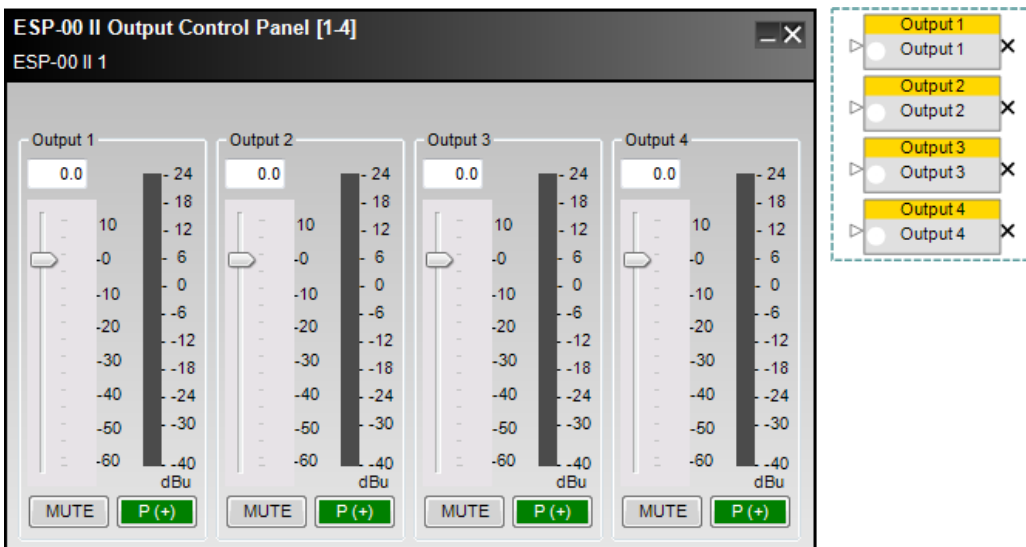 ESP-00 II Output Control Panel [1-4]
ESP-00 II 1
Output 1 Output 2 Output 3 Output 4
0.0 0.0 0.0 0.0
- 24 - 24 - 24 - 24
- 18 - 18 - 18 - 18
10 - 12 10 - 12 10 - 12 10 - 12
-0 - 6 -0 - 6 -0 - 6 -0 - 6
- 0 - 0 - 0 - 0
-10 - -6 -10 - -6 -10 - -6 -10 - -6
-20 - -12 -20 - -12 -20 - -12 -20 - -12
-30 - -18 -30 - -18 -30 - -18 -30 - -18
-40 - -24 -40 - -24 -40 - -24 -40 - -24
-50 - -30 -50 - -30 -50 - -30 -50 - -30
-60 - -40 -60 - -40 -60 - -40 -60 - -40
dBu dBu dBu dBu
MUTE P (+) MUTE P (+) MUTE P (+) MUTE P (+)
Output 1
Output 1
Output 2
Output 2
Output 3
Output 3
Output 4
Output 4